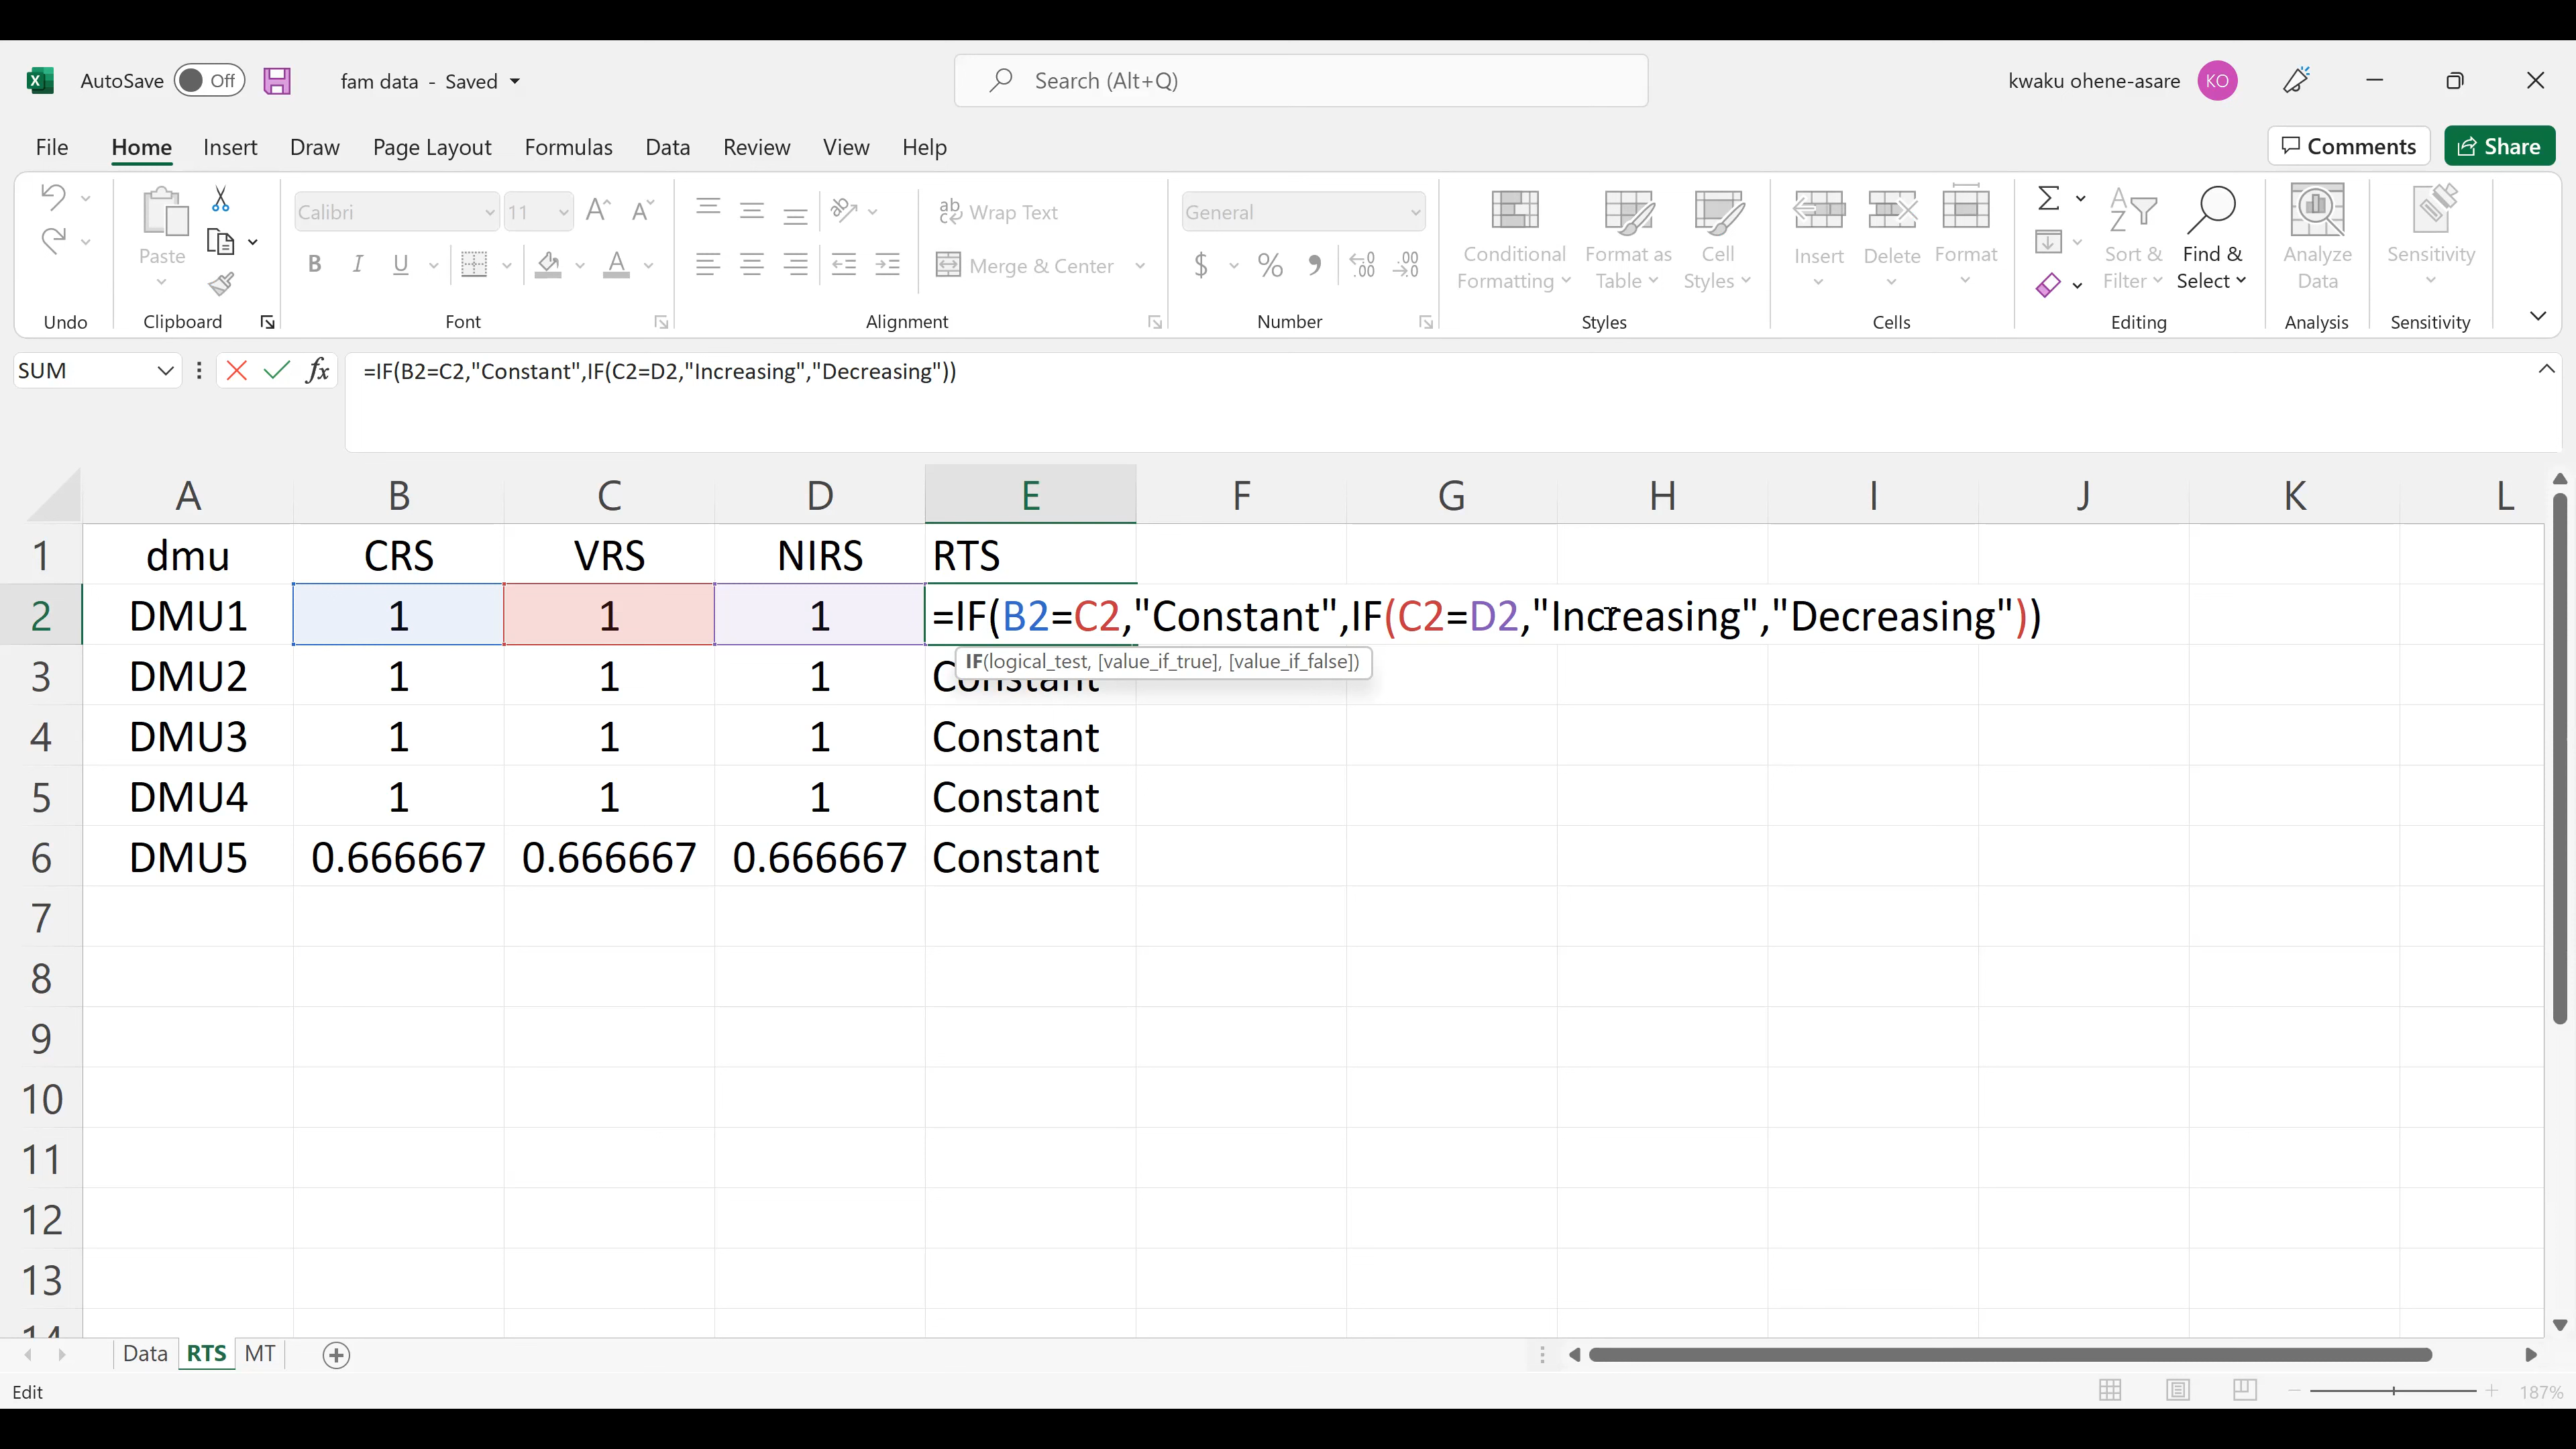 AutoSave Off fam data - Saved Search (Alt+Q) kwaku ohene-asare KO
File Home Insert Draw Page Layout Formulas Data Review View Help Comments Share
Paste Calibri 11 B I U A ab Wrap Text Merge & Center General $ % Conditional Formatting Format as Table Cell Styles Insert Delete Format Sort & Filter Find & Select Analyze Data Sensitivity
Undo Clipboard Font Alignment Number Styles Cells Editing Analysis Sensitivity
SUM fx =IF(B2=C2,"Constant",IF(C2=D2,"Increasing","Decreasing"))
A B C D E F G H I J K L
1 dmu CRS VRS NIRS RTS
2 DMU1 1 1 1 =IF(B2=C2,"Constant",IF(C2=D2,"Increasing","Decreasing"))
IF(logical_test, [value_if_true], [value_if_false])
3 DMU2 1 1 1 Constant
4 DMU3 1 1 1 Constant
5 DMU4 1 1 1 Constant
6 DMU5 0.666667 0.666667 0.666667 Constant
7
8
9
10
11
12
13
14
Data RTS MT
Edit 187%